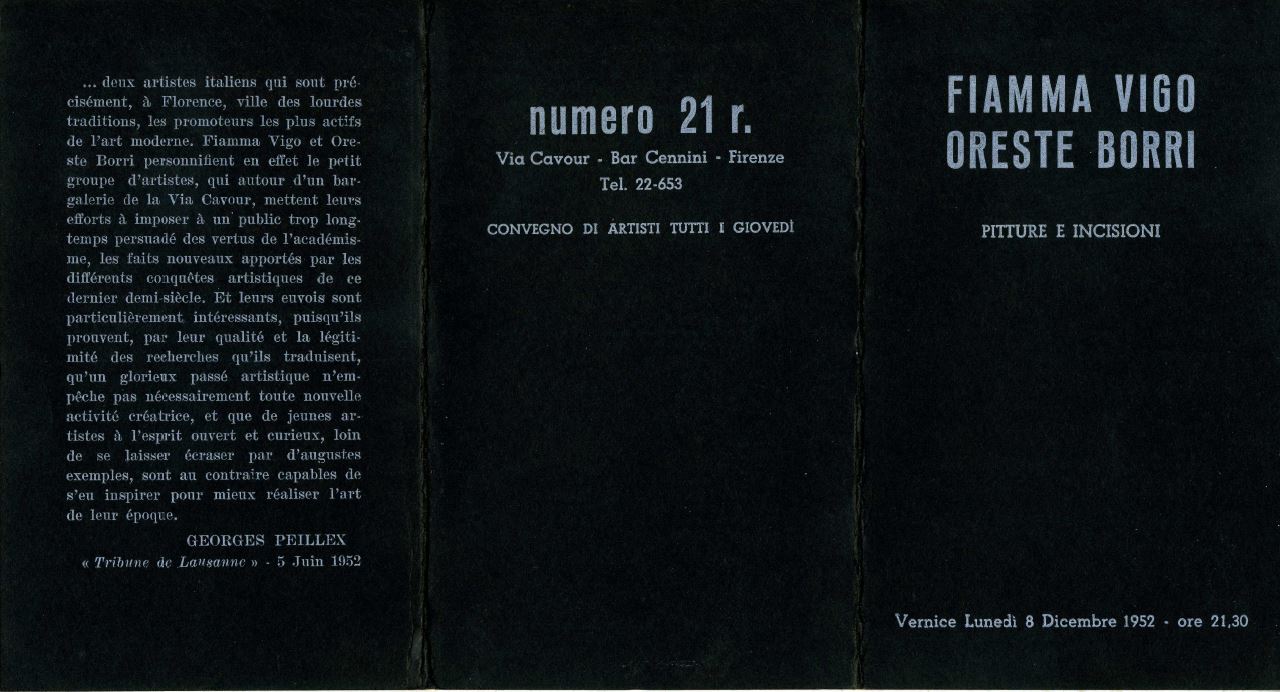 ... deux artistes italiens qui sont pré-
cisément, à Florence, ville des lourdes
traditions, les promoteurs les plus actifs
de l'art moderne. Fiamma Vigo et Ore-
ste Borri personnifient en effet le petit
groupe d'artistes, qui autour d'un bar-
galerie de la Via Cavour, mettent leurs
efforts à imposer à un public trop long-
temps persuadé des vertus de l'académis-
me, les faits nouveaux apportés par les
différents conquêtes artistiques de ce
dernier demi-siècle. Et leurs envois sont
particulièrement intéressants, puisqu'ils
prouvent, par leur qualité et la légiti-
mité des recherches qu'ils traduisent,
qu'un glorieux passé artistique n'em-
pêche pas nécessairement toute nouvelle
activité créatrice, et que de jeunes ar-
tistes à l'esprit ouvert et curieux, loin
de se laisser écraser par d'augustes
exemples, sont au contraire capables de
s'eu inspirer pour mieux réaliser l'art
de leur époque.
GEORGES PEILLEX
« Tribune de Lausanne » - 5 Juin 1952
numero 21 r.
Via Cavour - Bar Cennini - Firenze
Tel. 22-653
CONVEGNO DI ARTISTI TUTTI I GIOVEDÌ
FIAMMA VIGO
ORESTE BORRI
PITTURE E INCISIONI
Vernice Lunedì 8 Dicembre 1952 - ore 21,30